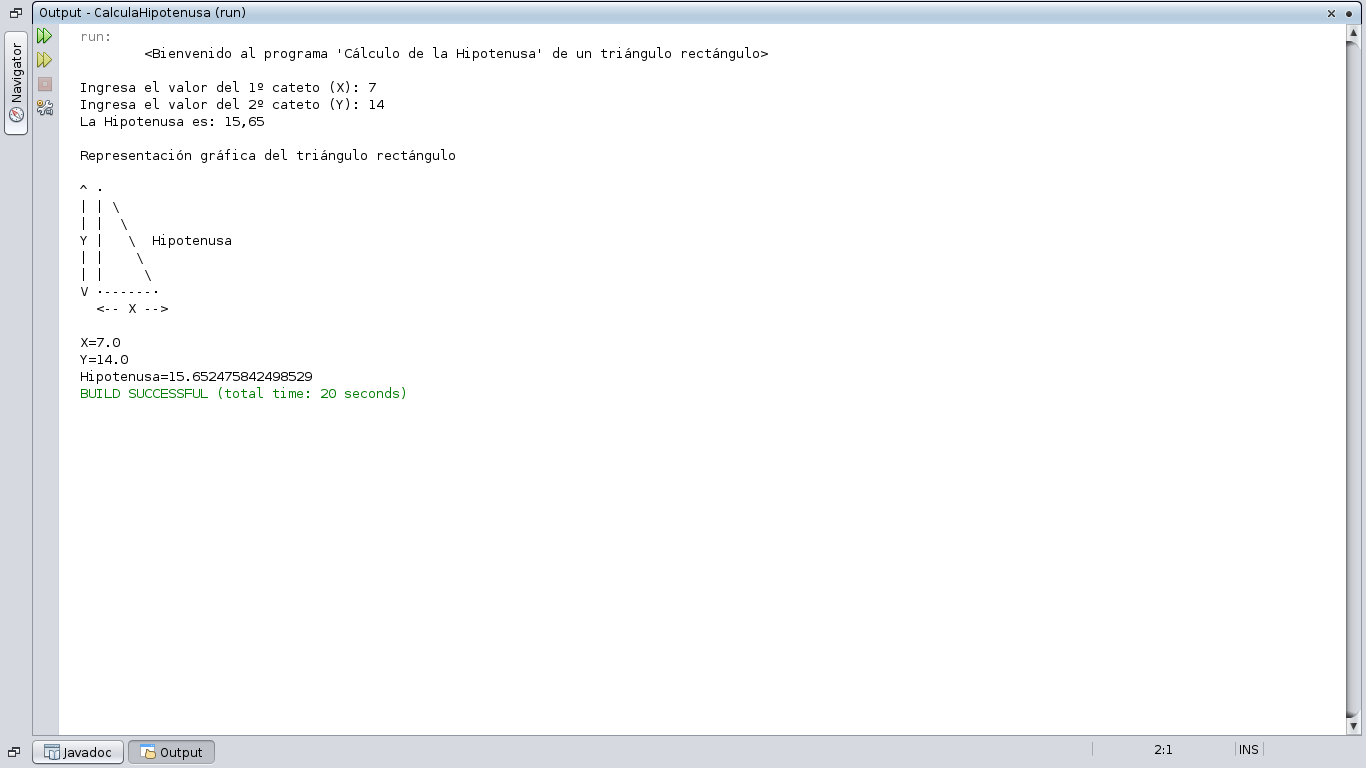 Output - CalculaHipotenusa (run)
Navigator
run:
        <Bienvenido al programa 'Cálculo de la Hipotenusa' de un triángulo rectángulo>

Ingresa el valor del 1º cateto (X): 7
Ingresa el valor del 2º cateto (Y): 14
La Hipotenusa es: 15,65

Representación gráfica del triángulo rectángulo

^ .
| | \
| |  \
Y |   \  Hipotenusa
| |    \
| |     \
V .------.
  <-- X -->

X=7.0
Y=14.0
Hipotenusa=15.652475842498529
BUILD SUCCESSFUL (total time: 20 seconds)
Javadoc
Output
2:1
INS